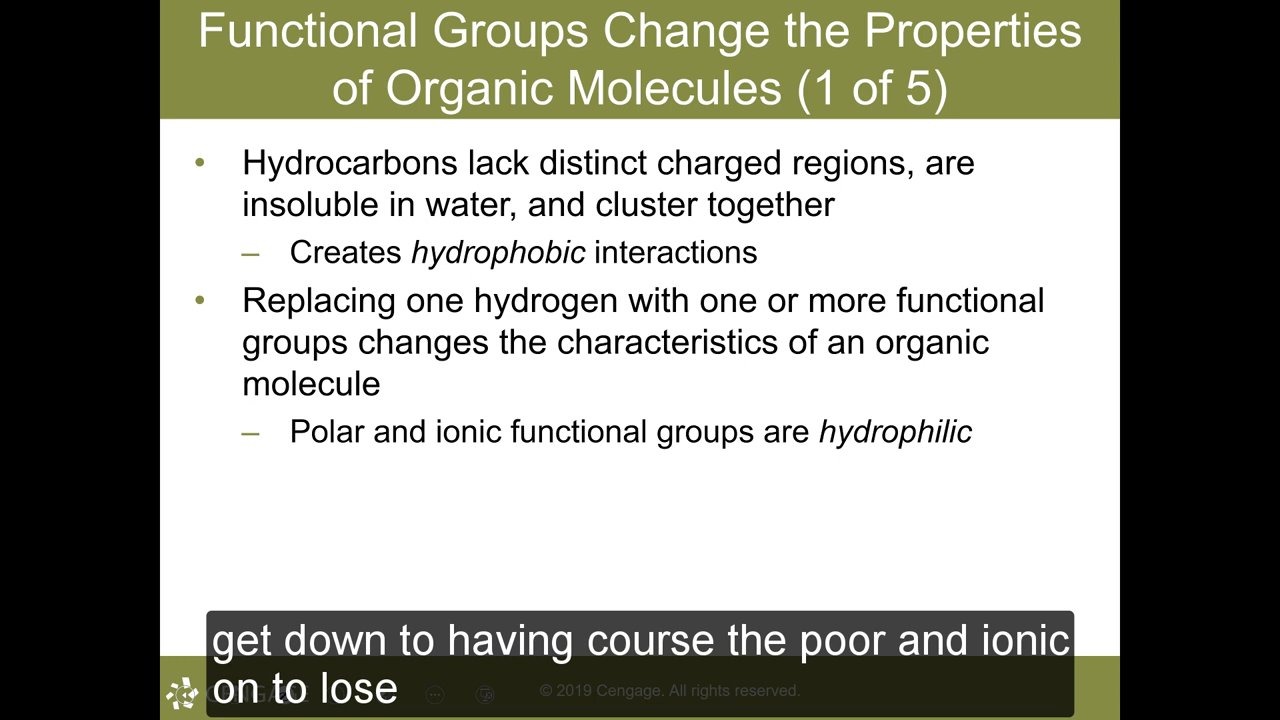 Functional Groups Change the Properties
of Organic Molecules (1 of 5)
• Hydrocarbons lack distinct charged regions, are
insoluble in water, and cluster together
– Creates hydrophobic interactions
• Replacing one hydrogen with one or more functional
groups changes the characteristics of an organic
molecule
– Polar and ionic functional groups are hydrophilic
get down to having course the poor and ionic
on to lose
CENGAGE
© 2019 Cengage. All rights reserved.